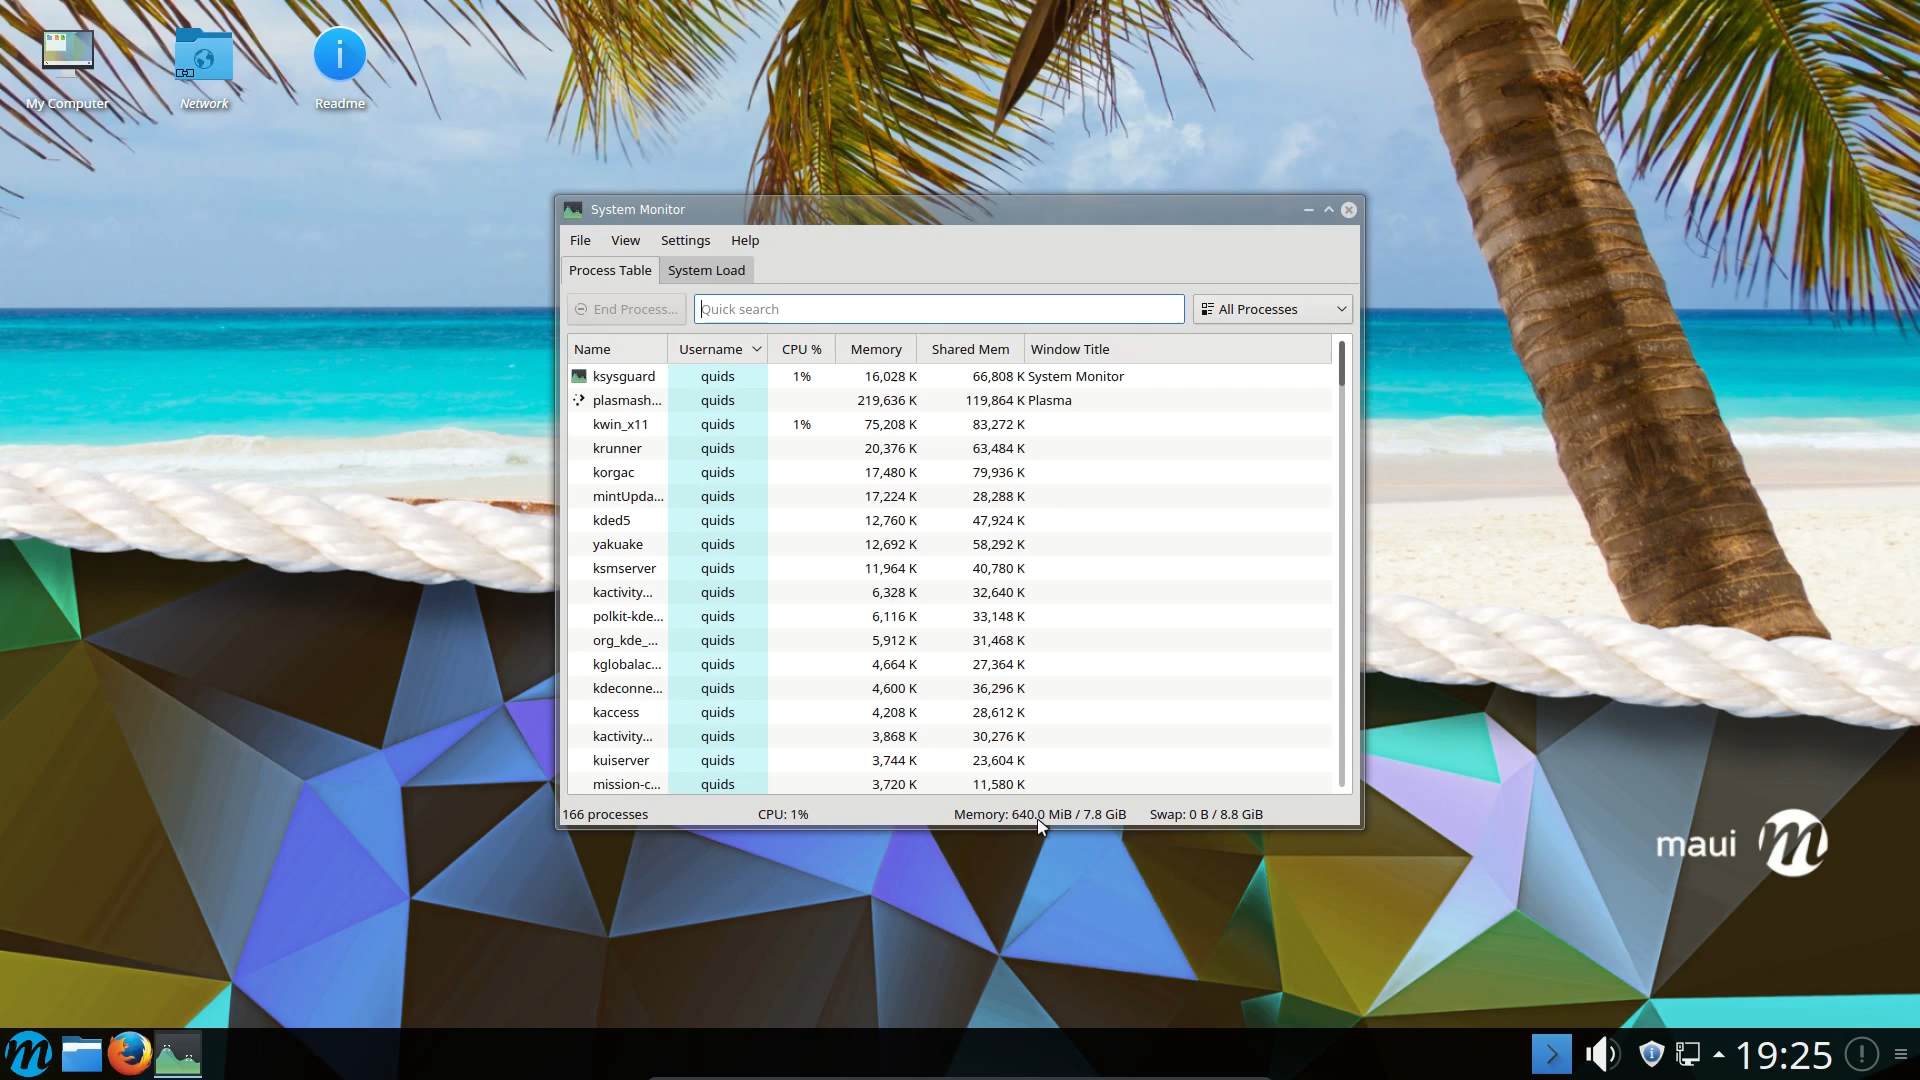 My Computer
Network
Readme
System Monitor
File View Settings Help
Process Table System Load
End Process... Quick search All Processes
Name Username CPU % Memory Shared Mem Window Title
ksysguard quids 1% 16,028 K 66,808 K System Monitor
plasmash... quids 219,636 K 119,864 K Plasma
kwin_x11 quids 1% 75,208 K 83,272 K
krunner quids 20,376 K 63,484 K
korgac quids 17,480 K 79,936 K
mintUpda... quids 17,224 K 28,288 K
kded5 quids 12,760 K 47,924 K
yakuake quids 12,692 K 58,292 K
ksmserver quids 11,964 K 40,780 K
kactivity... quids 6,328 K 32,640 K
polkit-kde... quids 6,116 K 33,148 K
org_kde_... quids 5,912 K 31,468 K
kglobalac... quids 4,664 K 27,364 K
kdeconne... quids 4,600 K 36,296 K
kaccess quids 4,208 K 28,612 K
kactivity... quids 3,868 K 30,276 K
kuiserver quids 3,744 K 23,604 K
mission-c... quids 3,720 K 11,580 K
166 processes CPU: 1% Memory: 640.0 MiB / 7.8 GiB Swap: 0 B / 8.8 GiB
maui m
m 19:25